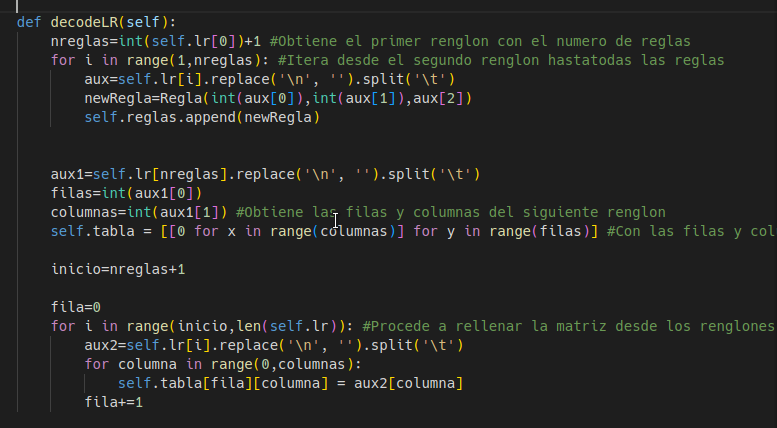 def decodeLR(self):
    nreglas=int(self.lr[0])+1 #Obtiene el primer renglon con el numero de reglas
    for i in range(1,nreglas): #Itera desde el segundo renglon hastatodas las reglas
        aux=self.lr[i].replace('\n', '').split('\t')
        newRegla=Regla(int(aux[0]),int(aux[1]),aux[2])
        self.reglas.append(newRegla)
    aux1=self.lr[nreglas].replace('\n', '').split('\t')
    filas=int(aux1[0])
    columnas=int(aux1[1]) #Obtiene las filas y columnas del siguiente renglon
    self.tabla = [[0 for x in range(columnas)] for y in range(filas)] #Con las filas y col
    inicio=nreglas+1
    fila=0
    for i in range(inicio,len(self.lr)): #Procede a rellenar la matriz desde los renglones
        aux2=self.lr[i].replace('\n', '').split('\t')
        for columna in range(0,columnas):
            self.tabla[fila][columna] = aux2[columna]
        fila+=1